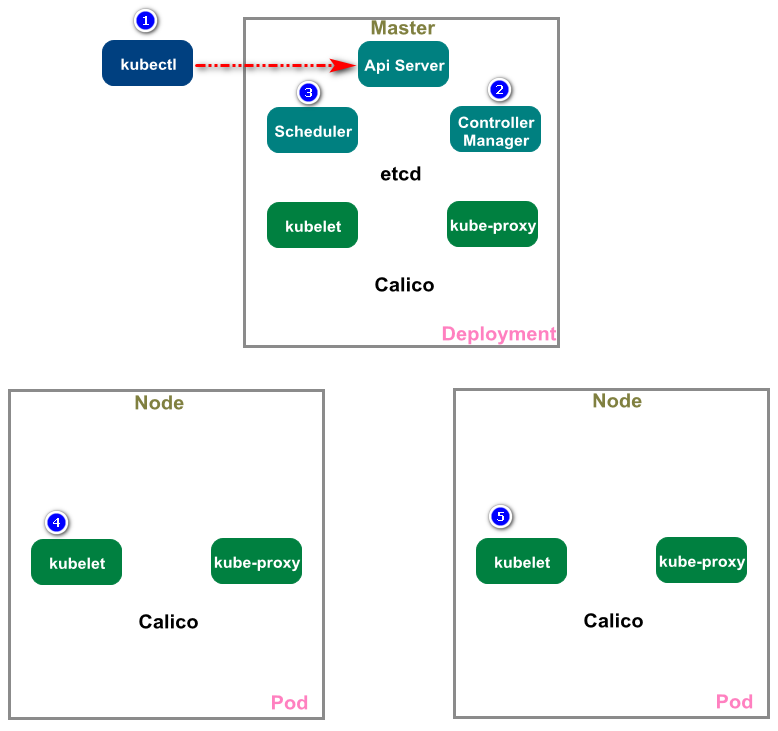 1
Master
kubectl
Api Server
3
2
Scheduler
Controller
Manager
etcd
kubelet
kube-proxy
Calico
Deployment
Node
4
kubelet
kube-proxy
Calico
Pod
Node
5
kubelet
kube-proxy
Calico
Pod